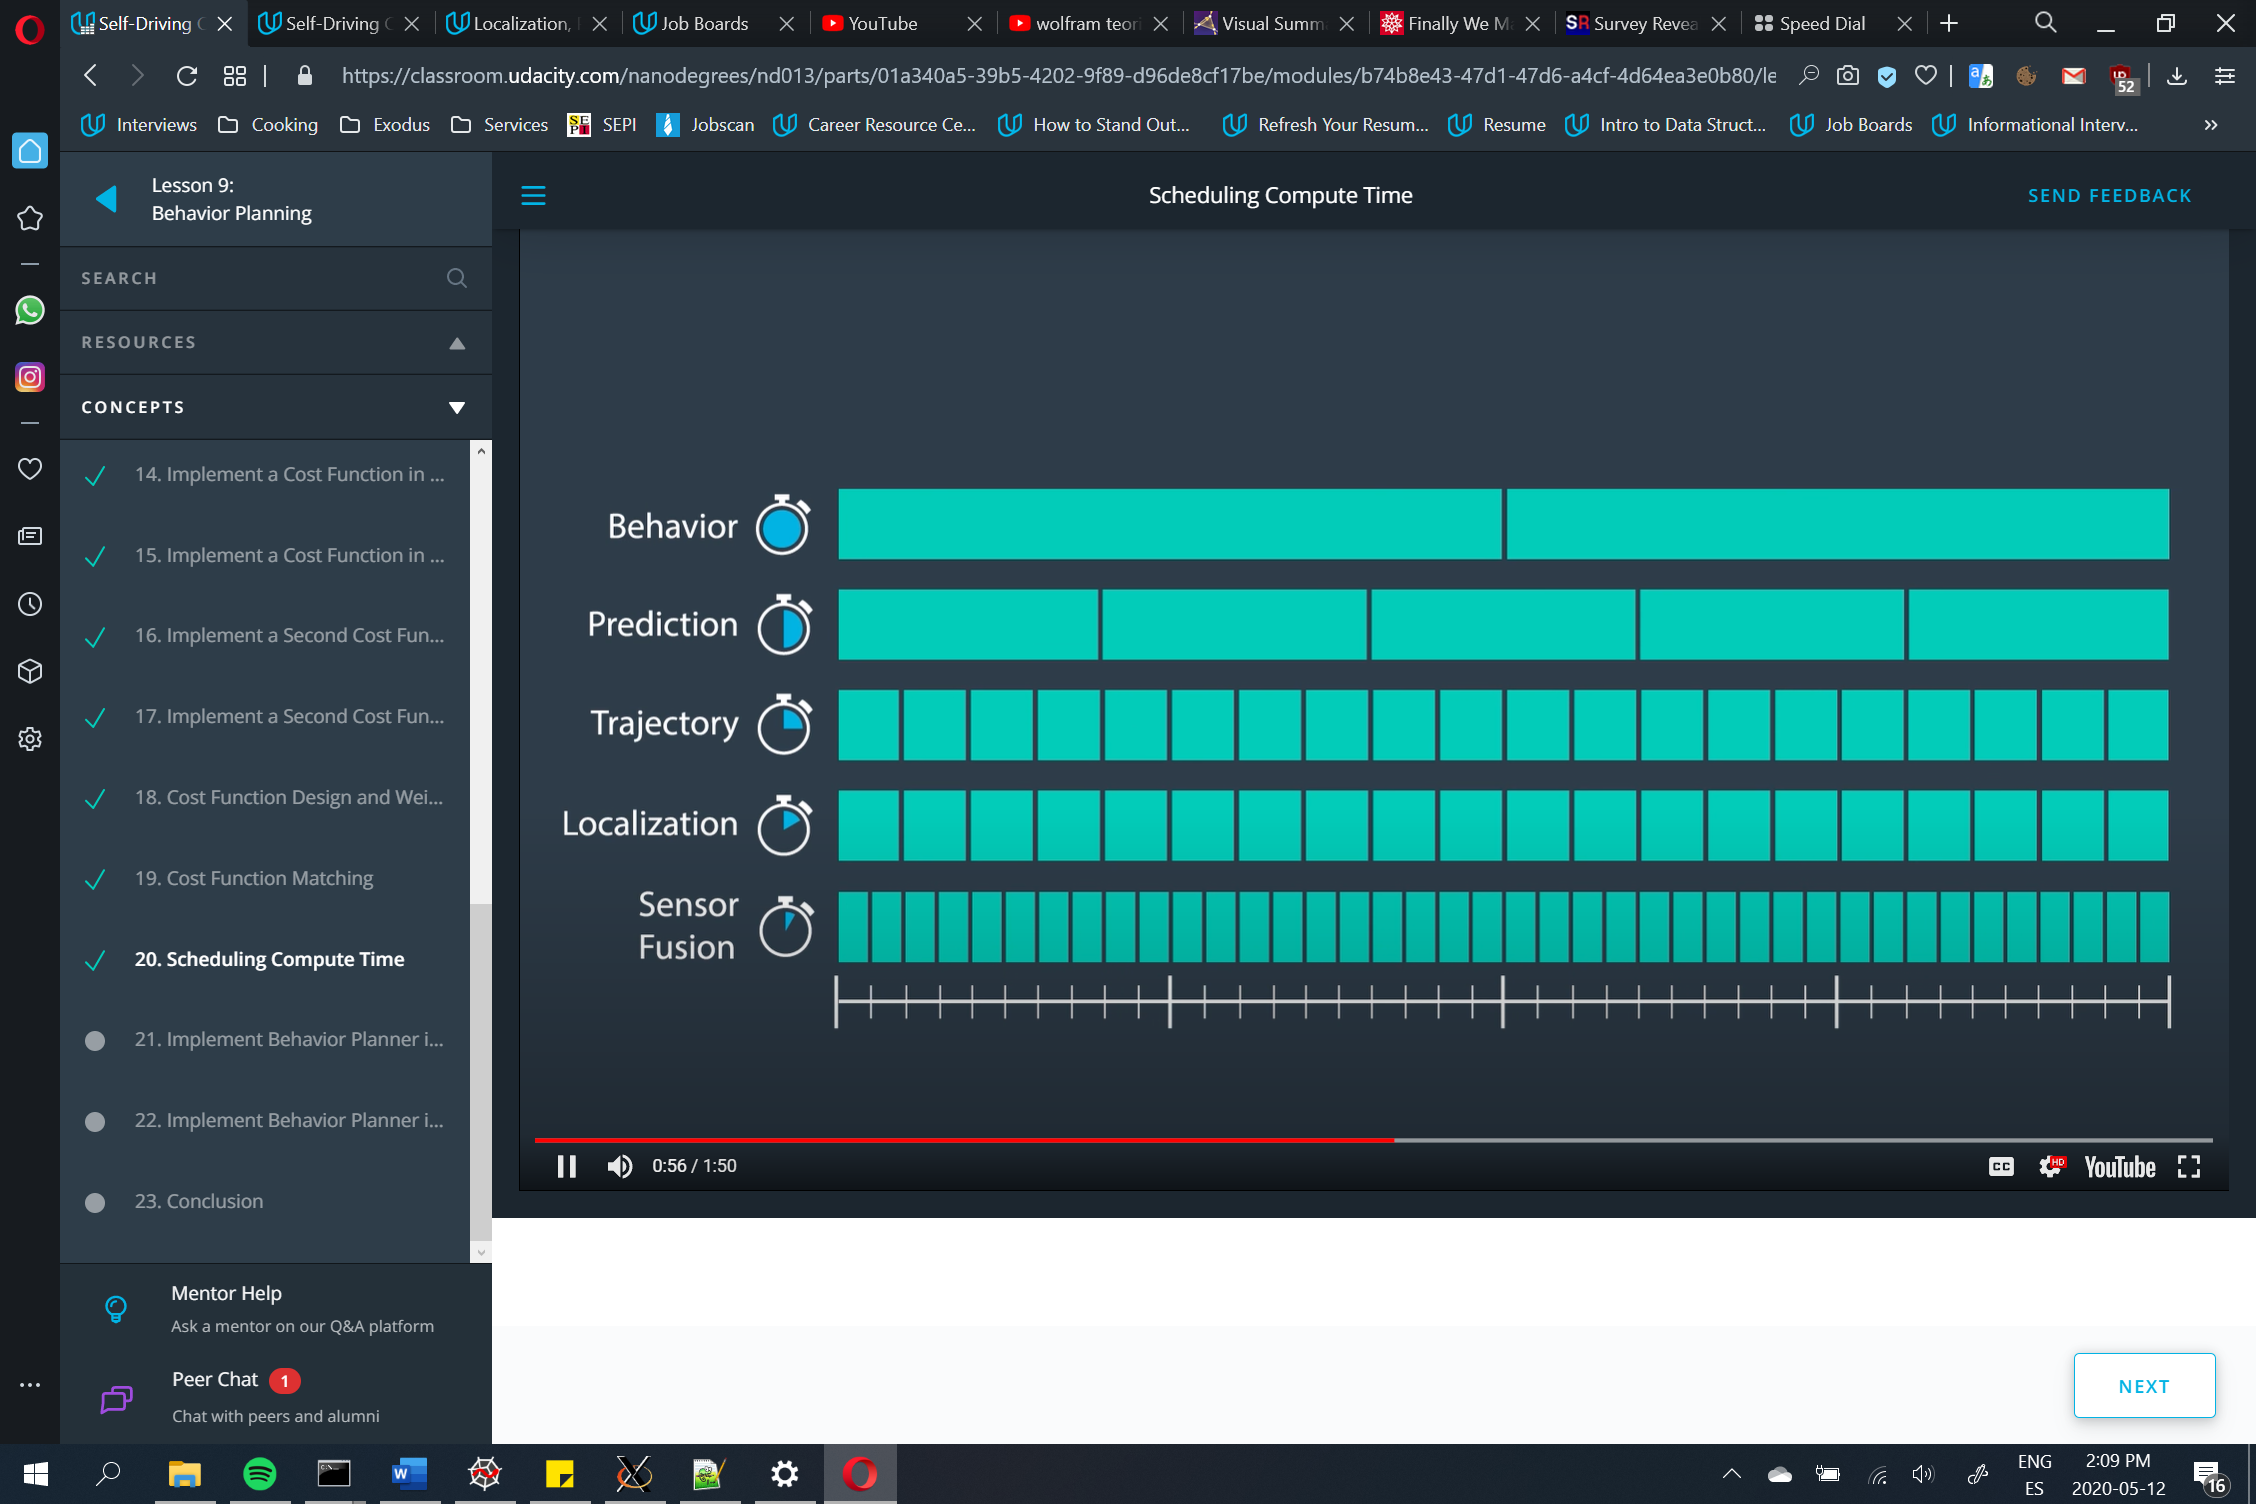 Self-Driving C
Self-Driving C
Localization,
Job Boards
YouTube
wolfram teori
Visual Summ
Finally We M
SR Survey Revea
Speed Dial
https://classroom.udacity.com/nanodegrees/nd013/parts/01a340a5-39b5-4202-9f89-d96de8cf17be/modules/b74b8e43-47d1-47d6-a4cf-4d64ea3e0b80/le
52
Interviews
Cooking
Exodus
Services
SEPI
Jobscan
Career Resource Ce...
How to Stand Out...
Refresh Your Resum...
Resume
Intro to Data Struct...
Job Boards
Informational Interv...
Lesson 9:
Behavior Planning
SEARCH
RESOURCES
CONCEPTS
14. Implement a Cost Function in ...
15. Implement a Cost Function in ...
16. Implement a Second Cost Fun...
17. Implement a Second Cost Fun...
18. Cost Function Design and Wei...
19. Cost Function Matching
20. Scheduling Compute Time
21. Implement Behavior Planner i...
22. Implement Behavior Planner i...
23. Conclusion
Mentor Help
Ask a mentor on our Q&A platform
Peer Chat 1
Chat with peers and alumni
Scheduling Compute Time
SEND FEEDBACK
Behavior
Prediction
Trajectory
Localization
Sensor
Fusion
0:56 / 1:50
CC
HD
YouTube
NEXT
ENG
ES
2:09 PM
2020-05-12
16